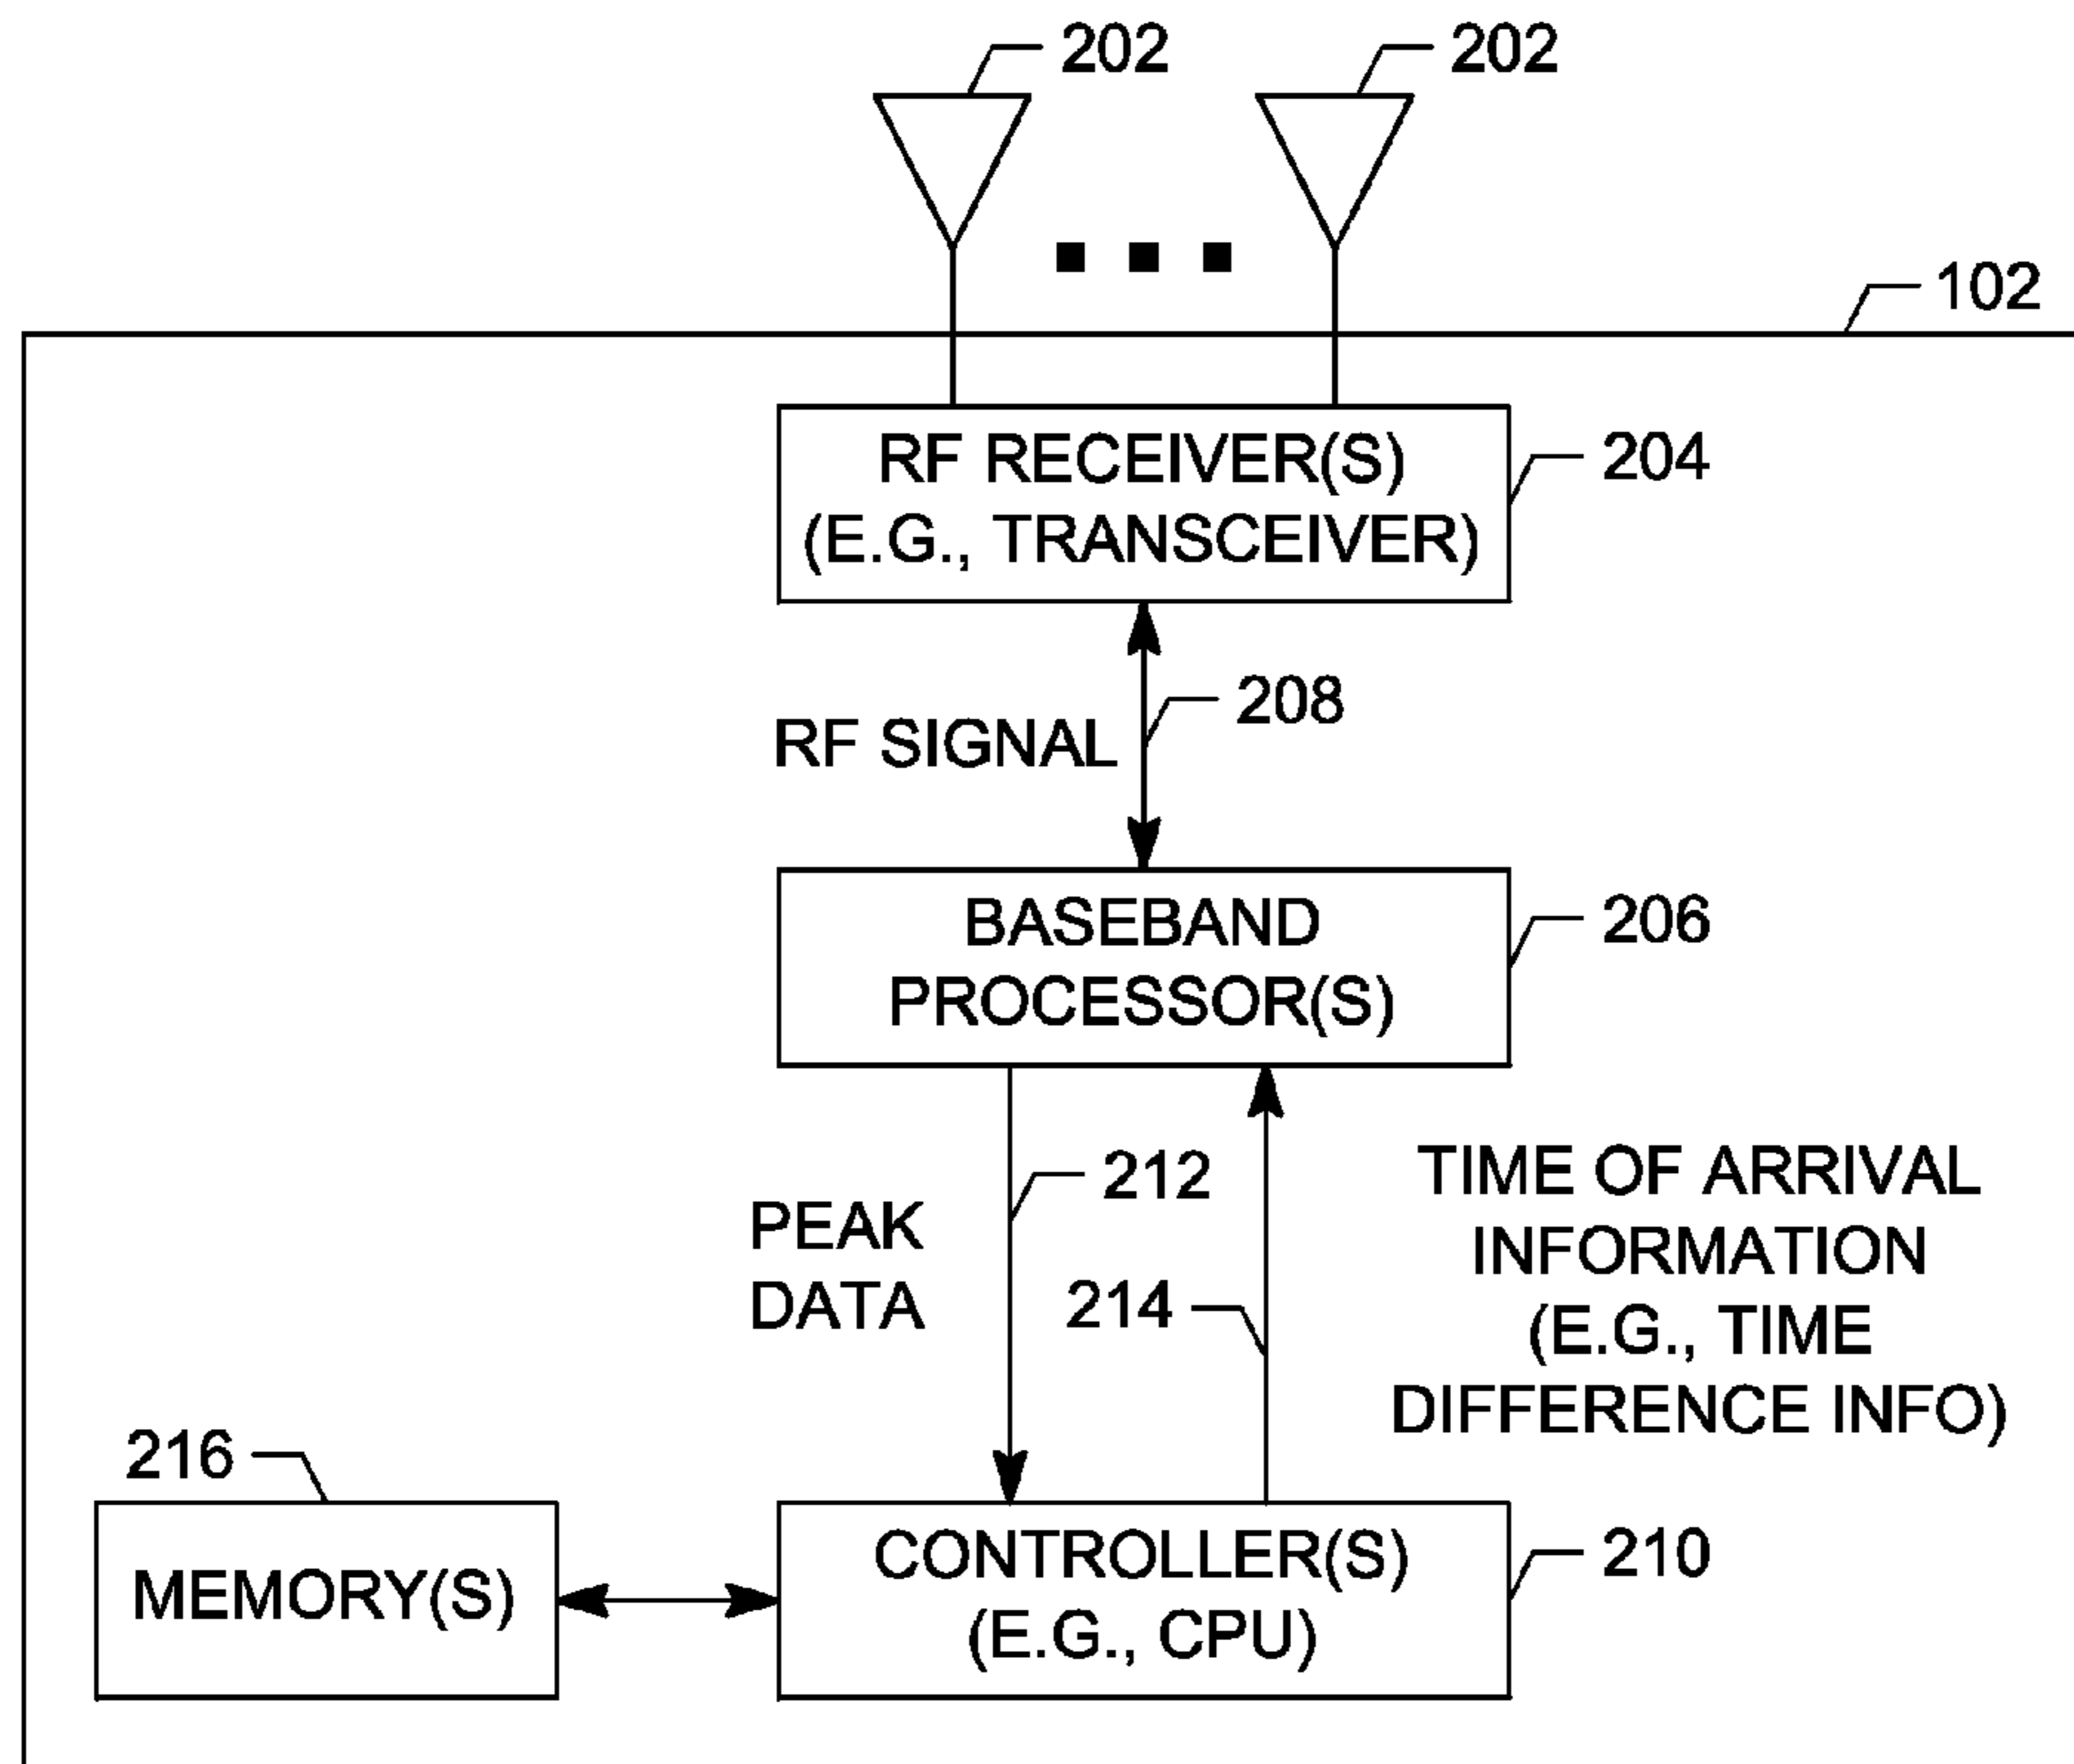 202
202
102
RF RECEIVER(S)
(E.G., TRANSCEIVER)
204
208
RF SIGNAL
BASEBAND
PROCESSOR(S)
206
212
PEAK
DATA
214
TIME OF ARRIVAL
INFORMATION
(E.G., TIME
DIFFERENCE INFO)
216
MEMORY(S)
CONTROLLER(S)
(E.G., CPU)
210